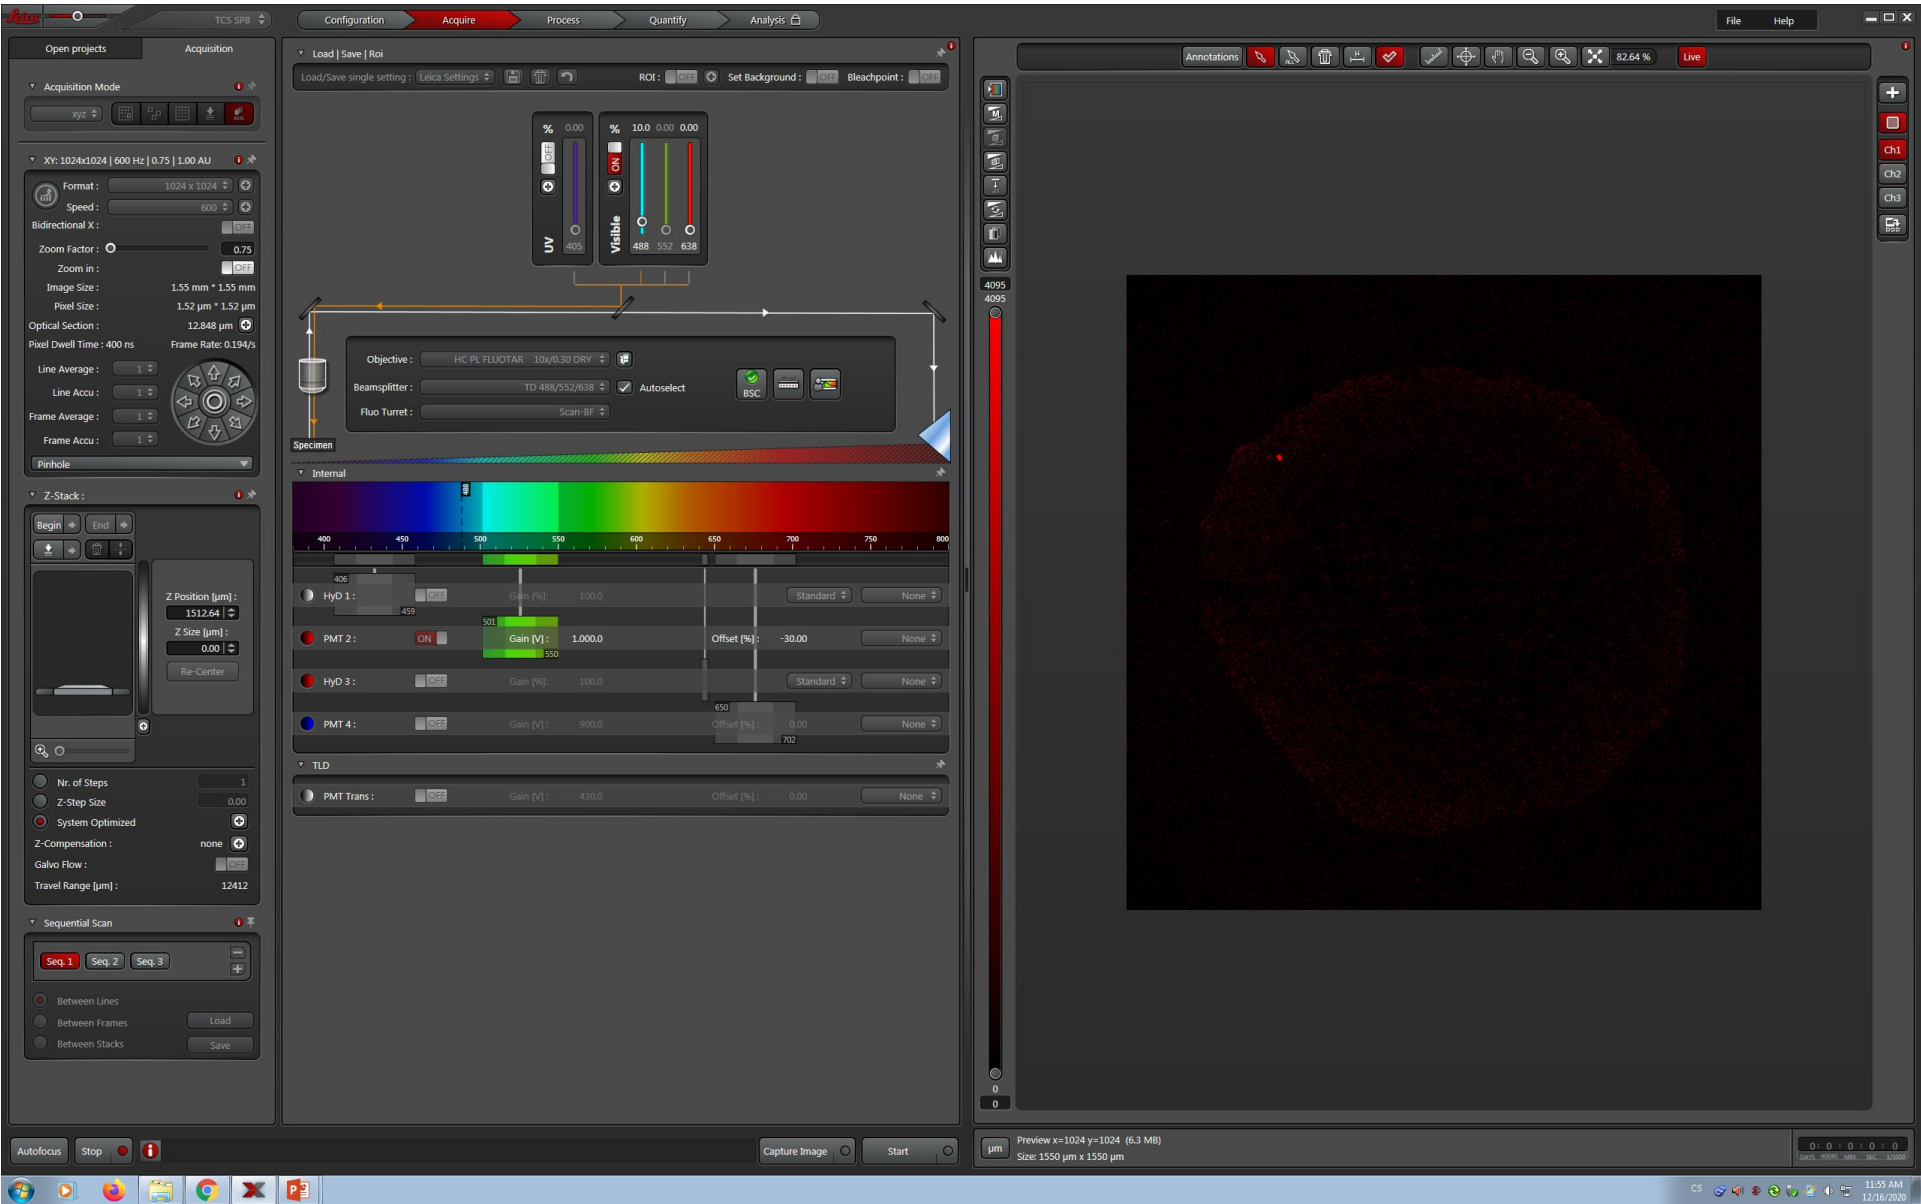 Leica
TCS SP8
Configuration Acquire Process Quantify Analysis
File Help
Open projects Acquisition
Acquisition Mode
xyz
XY: 1024x1024 | 600 Hz | 0.75 | 1.00 AU
Format : 1024 x 1024
Speed : 600
Bidirectional X : OFF
Zoom Factor : 0.75
Zoom in : OFF
Image Size : 1.55 mm * 1.55 mm
Pixel Size : 1.52 µm * 1.52 µm
Optical Section : 12.848 µm
Pixel Dwell Time : 400 ns Frame Rate: 0.194/s
Line Average : 1
Line Accu : 1
Frame Average : 1
Frame Accu : 1
Pinhole
Z-Stack :
Begin End
Z Position [µm] :
1512.64
Z Size [µm] :
0.00
Re-Center
Nr. of Steps 1
Z-Step Size 0.00
System Optimized
Z-Compensation : none
Galvo Flow : OFF
Travel Range [µm] : 12412
Sequential Scan
Seq. 1 Seq. 2 Seq. 3
Between Lines
Between Frames Load
Between Stacks Save
Autofocus Stop
Load | Save | Roi
Load/Save single setting : Leica Settings ROI : OFF Set Background : OFF Bleachpoint : OFF
% 0.00 % 10.0 0.00 0.00
OFF ON
UV 405 Visible 488 552 638
Objective : HC PL FLUOTAR 10x/0.30 DRY
Beamsplitter : TD 488/552/638 Autoselect
Fluo Turret : Scan-BF
BSC
Specimen
Internal
488
400 450 500 550 600 650 700 750 800
406
HyD 1 : OFF Gain [%]: 100.0 Standard None
459
501
PMT 2 : ON Gain [V] : 1.000.0 Offset [%] : -30.00 None
550
HyD 3 : OFF Gain [%]: 100.0 Standard None
650
PMT 4 : OFF Gain [V] : 900.0 Offset [%] : 0.00 None
702
TLD
PMT Trans : OFF Gain [V] : 430.0 Offset [%] : 0.00 None
Capture Image Start
Annotations 82.64 % Live
4095
4095
0
0
Ch1
Ch2
Ch3
µm
Preview x=1024 y=1024 (6.3 MB)
Size: 1550 µm x 1550 µm
0: 0 : 0 : 0 : 0
DAYS HOURS MIN. SEC. 1/1000
CS
11:55 AM
12/16/2020